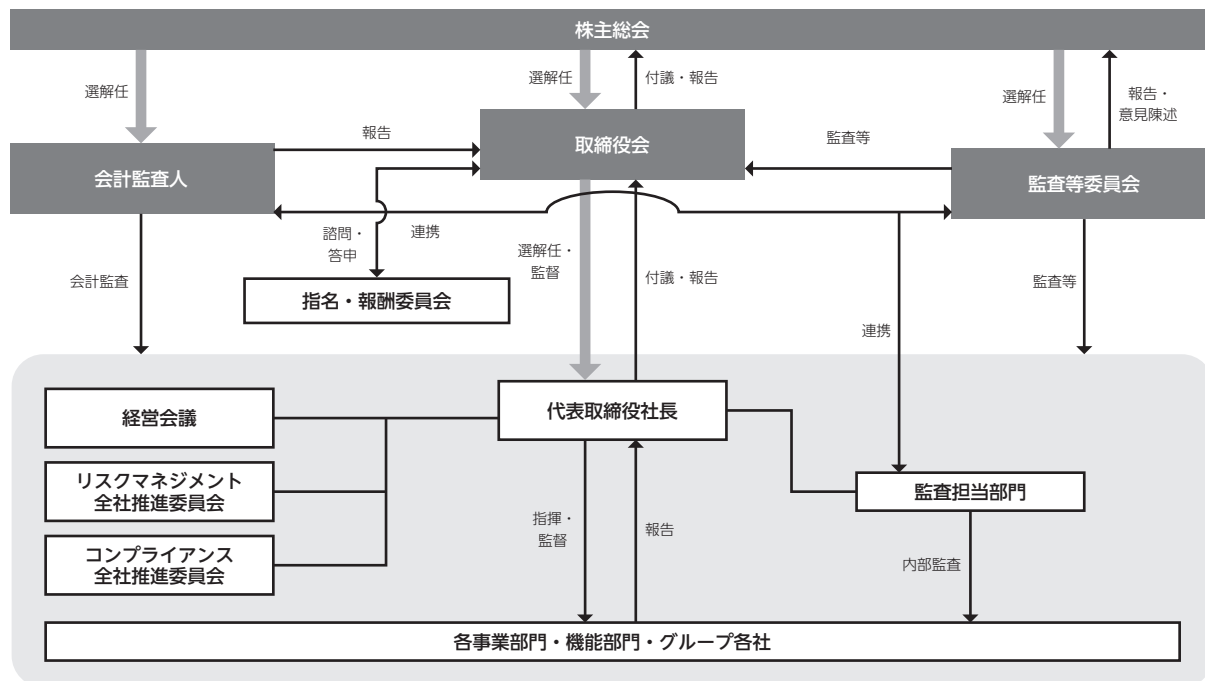 株主総会
選解任
選解任
付議・報告
選解任
報告・
意見陳述
報告
取締役会
監査等
会計監査人
監査等委員会
諮問・
答申
連携
選解任・
監督
付議・報告
会計監査
監査等
指名・報酬委員会
連携
経営会議
代表取締役社長
リスクマネジメント
全社推進委員会
監査担当部門
指揮・
監督
報告
コンプライアンス
全社推進委員会
内部監査
各事業部門・機能部門・グループ各社